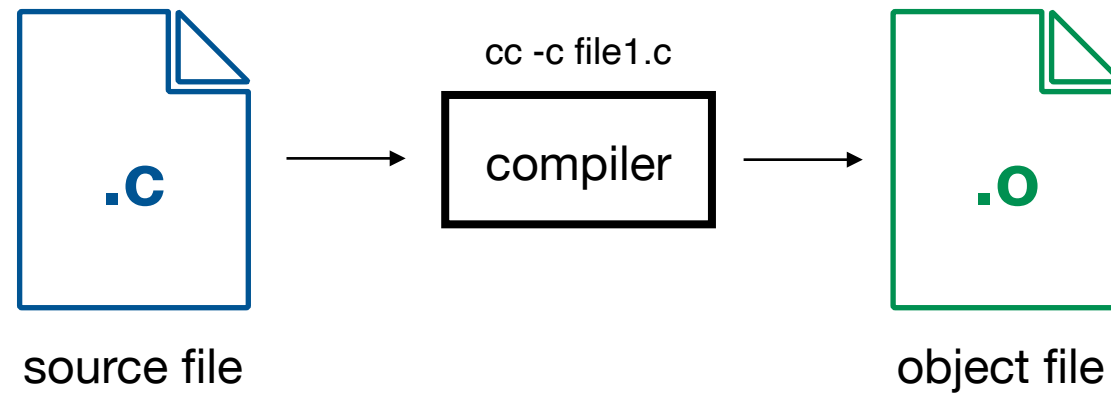 cc -c file1.c
.c
compiler
.o
source file
object file